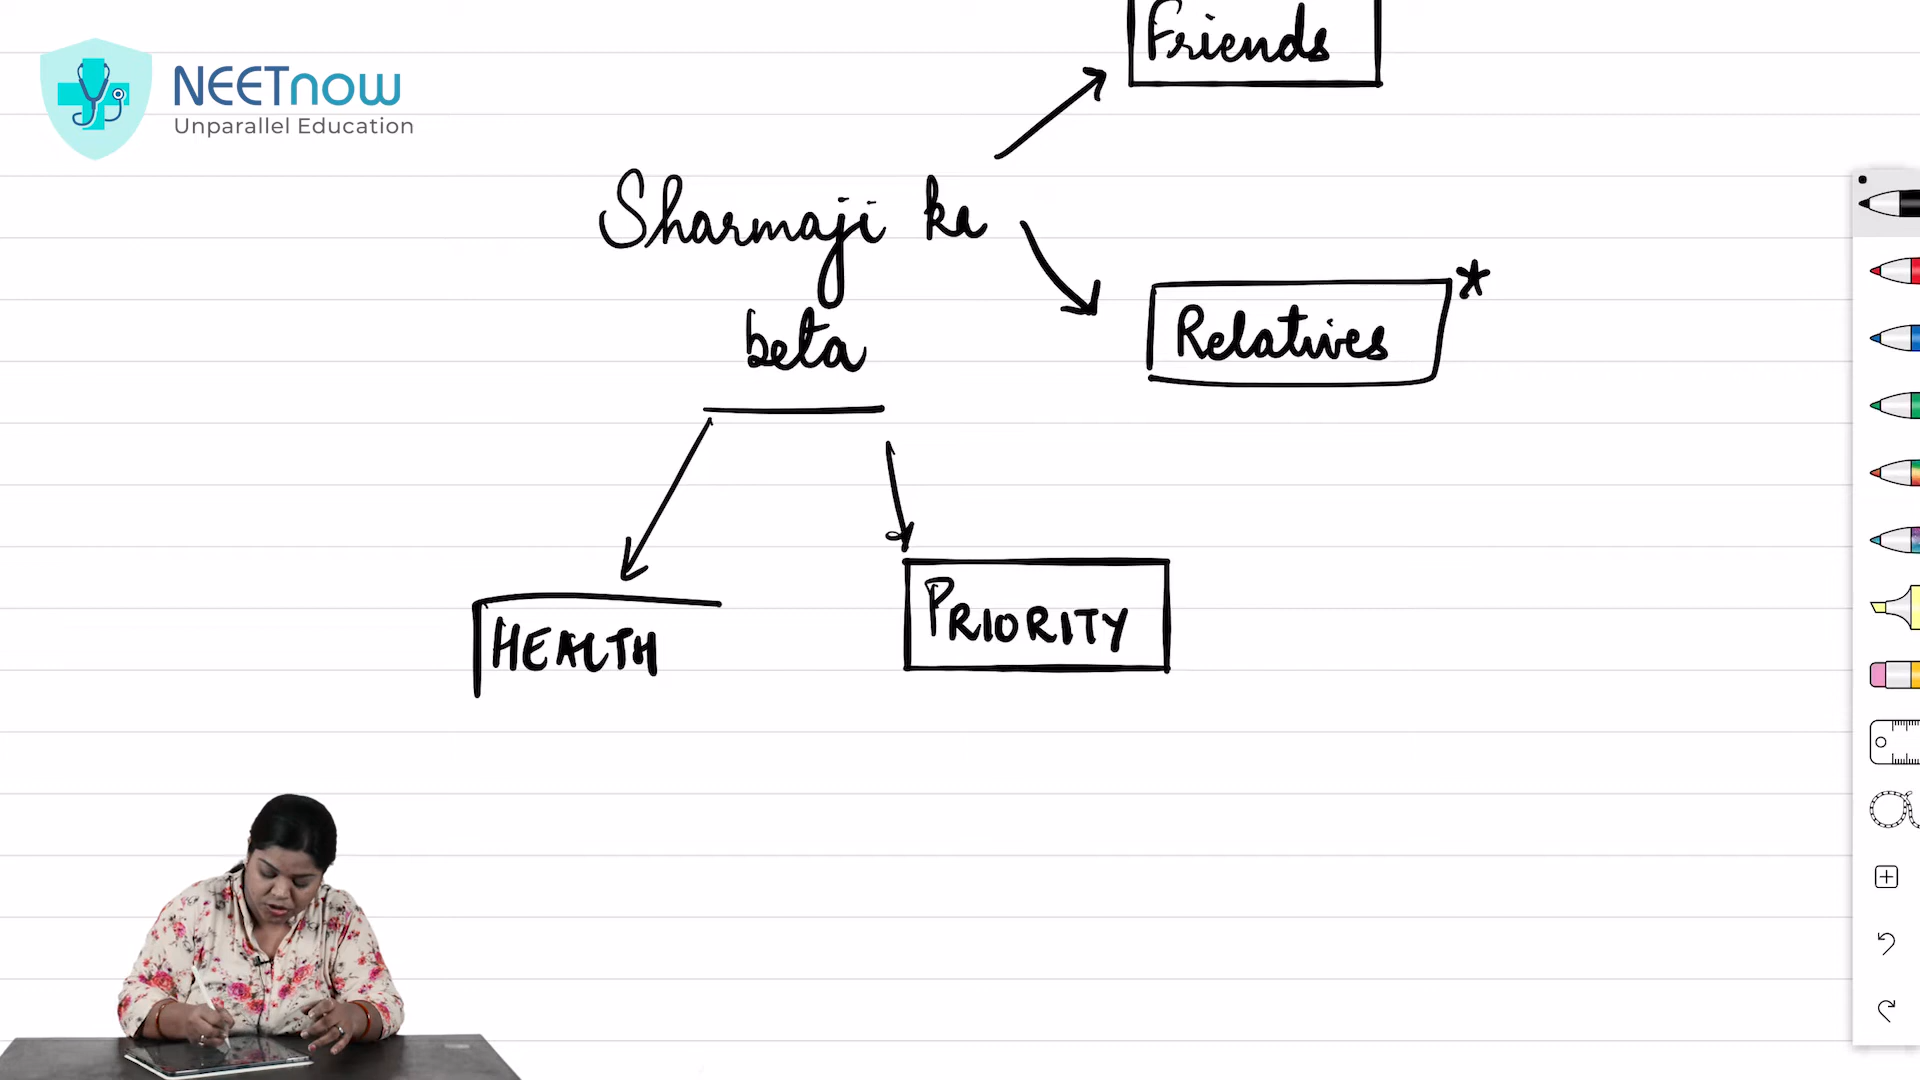 Friends
NEETnow
Unparallel Education
Sharmaji ka
beta
Relatives *
HEALTH
PRIORITY